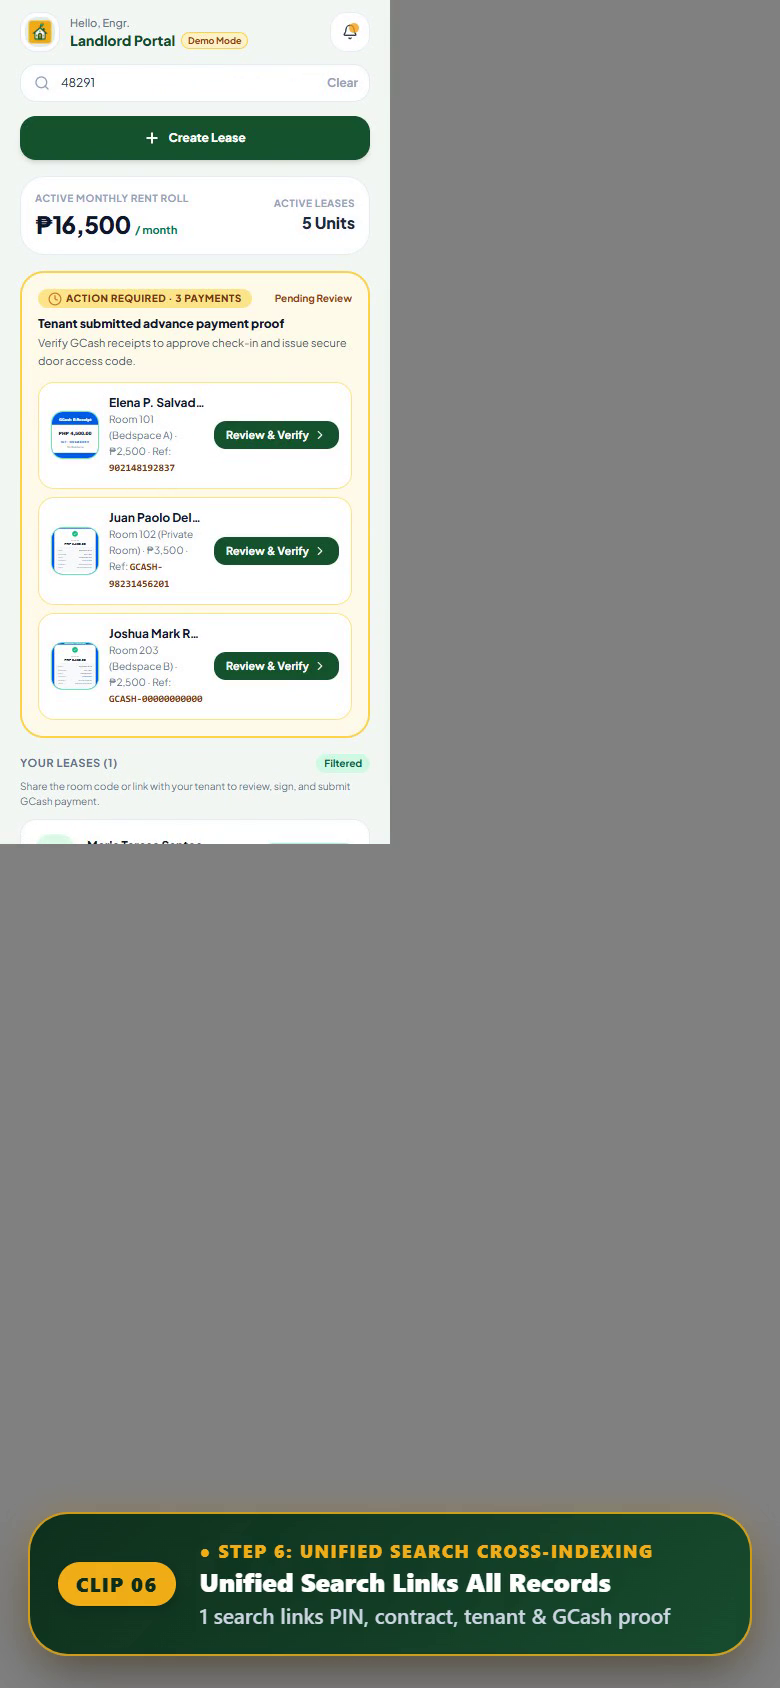 Hello, Engr.
Landlord Portal
Demo Mode
48291
Clear
Create Lease
ACTIVE MONTHLY RENT ROLL
₱16,500 / month
ACTIVE LEASES
5 Units
ACTION REQUIRED · 3 PAYMENTS
Pending Review
Tenant submitted advance payment proof
Verify GCash receipts to approve check-in and issue secure
door access code.
GCash E-Receipt
PHP 4,500.00
Elena P. Salvad...
Room 101
(Bedspace A) ·
₱2,500 · Ref:
902148192837
Review & Verify
Juan Paolo Del...
Room 102 (Private
Room) · ₱3,500 ·
Ref: GCASH-
98231456201
Review & Verify
Joshua Mark R...
Room 203
(Bedspace B) ·
₱2,500 · Ref:
GCASH-00000000000
Review & Verify
YOUR LEASES (1)
Filtered
Share the room code or link with your tenant to review, sign, and submit
GCash payment.
CLIP 06
• STEP 6: UNIFIED SEARCH CROSS-INDEXING
Unified Search Links All Records
1 search links PIN, contract, tenant & GCash proof